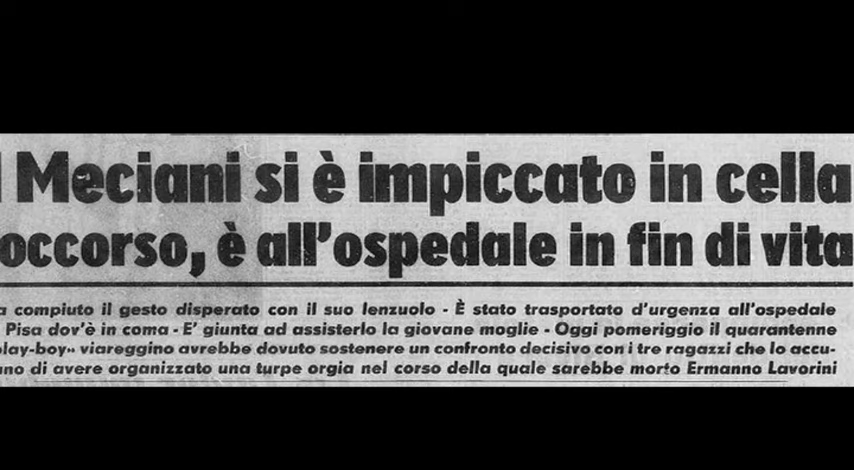 Meciani si è impiccato in cella
occorso, è all'ospedale in fin di vita
a compiuto il gesto disperato con il suo lenzuolo - È stato trasportato d'urgenza all'ospedale
Pisa dov'è in coma - E' giunta ad assisterlo la giovane moglie - Oggi pomeriggio il quarantenne
play-boy» viareggino avrebbe dovuto sostenere un confronto decisivo con i tre ragazzi che lo accu-
no di avere organizzato una turpe orgia nel corso della quale sarebbe morto Ermanno Lavorini